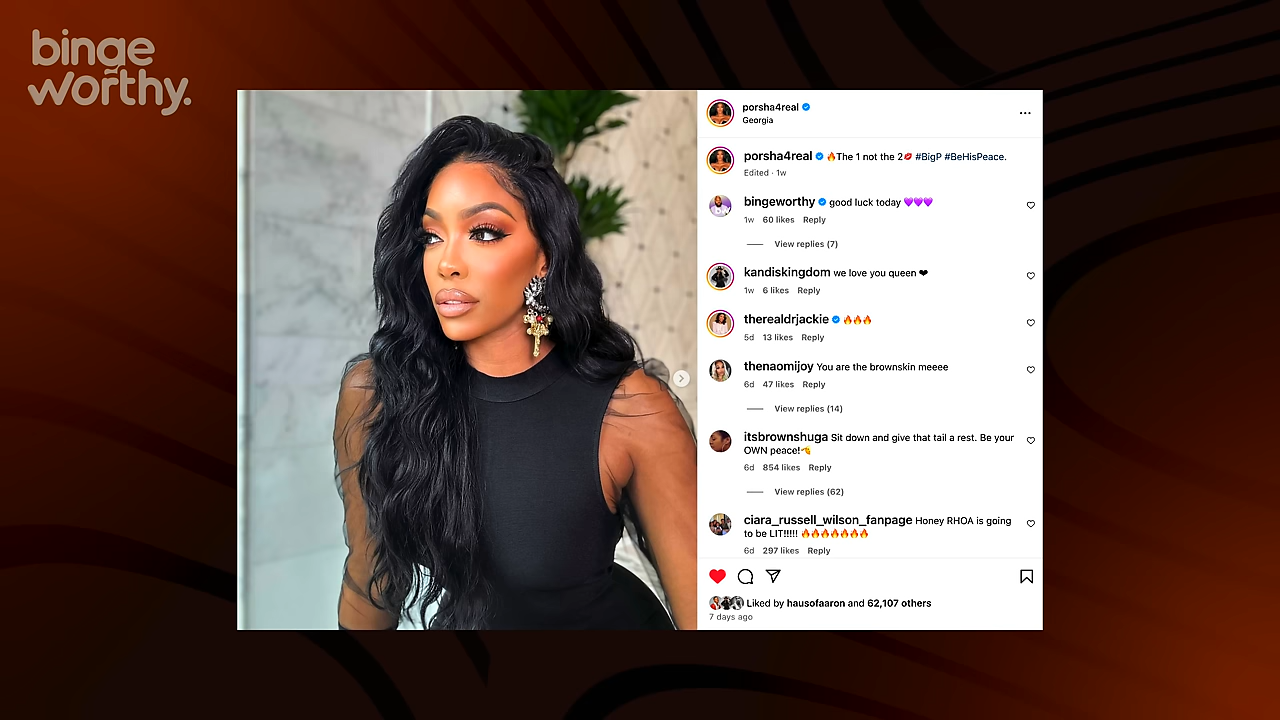 binge
worthy.
porsha4real
Georgia
porsha4real 🔥The 1 not the 2💋 #BigP #BeHisPeace.
Edited · 1w
bingeworthy good luck today 💜💜💜
1w 60 likes Reply
View replies (7)
kandiskingdom we love you queen ❤
1w 6 likes Reply
therealdrjackie 🔥🔥🔥
5d 13 likes Reply
thenaomijoy You are the brownskin meeee
6d 47 likes Reply
View replies (14)
itsbrownshuga Sit down and give that tail a rest. Be your
OWN peace!🫡
6d 854 likes Reply
View replies (62)
ciara_russell_wilson_fanpage Honey RHOA is going
to be LIT!!!!! 🔥🔥🔥🔥🔥🔥🔥
6d 297 likes Reply
Liked by hausofaaron and 62,107 others
7 days ago